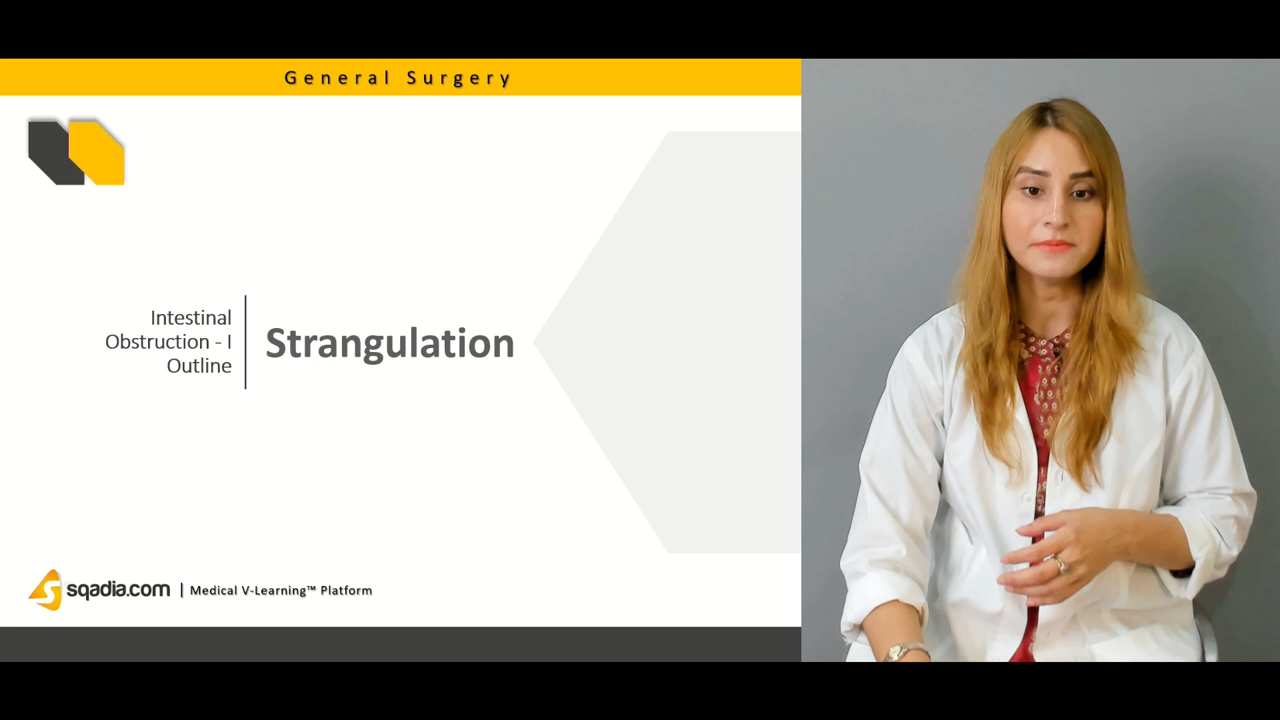 General Surgery
Intestinal
Obstruction - I
Outline
Strangulation
sqadia.com | Medical V-Learning™ Platform